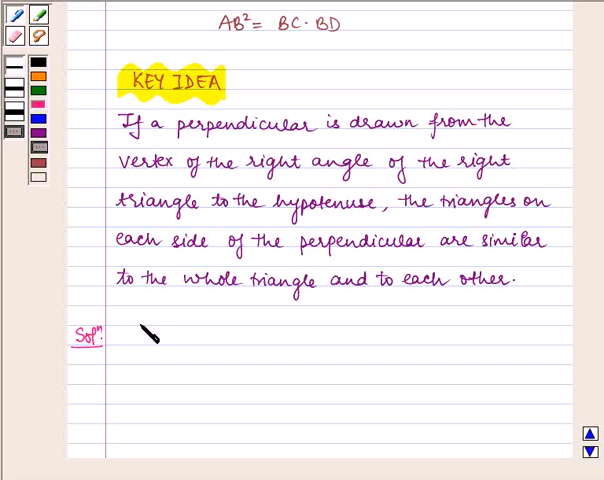 AB² = BC · BD
KEY IDEA
If a perpendicular is drawn from the
vertex of the right angle of the right
triangle to the hypotenuse, the triangles on
each side of the perpendicular are similar
to the whole triangle and to each other.
Solⁿ: